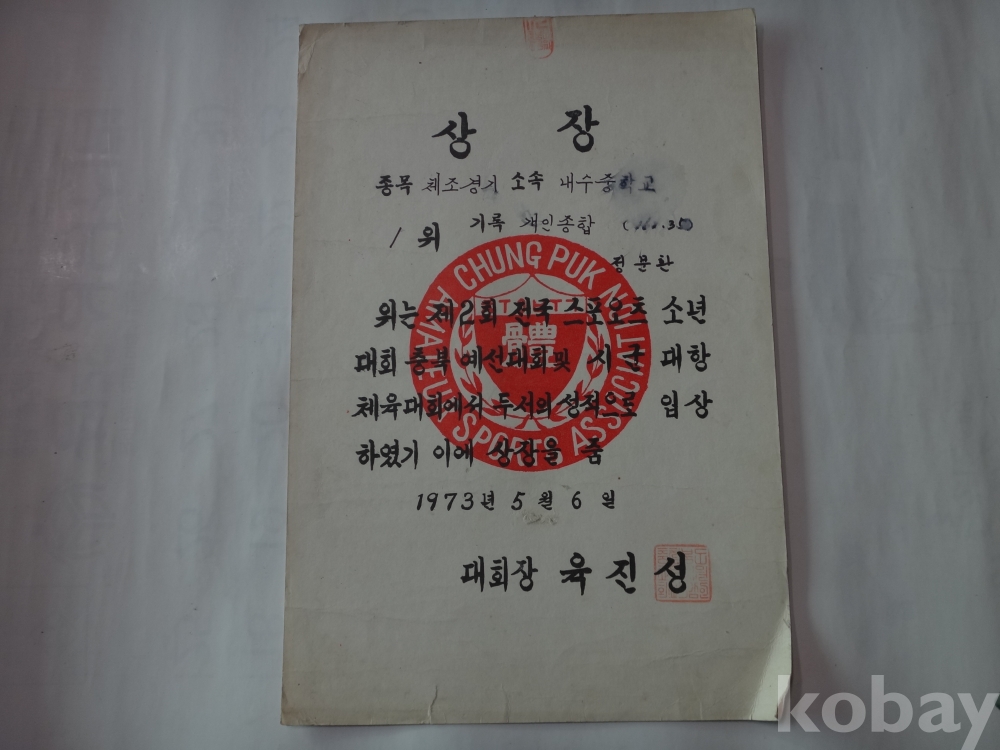 상 장
종목 체조경기 소속 내수중학교
1 위 기록 개인종합
정문환
위는 제2회 전국스포오츠 소년
대회 충북 예선대회및 시군 대항
체육대회에서 두서의 성적으로 입상
하였기 이에 상장을 줌
1973년 5월 6일
대회장 육진성
CHUNG PUK
AMATEUR SPORTS
體
kobay